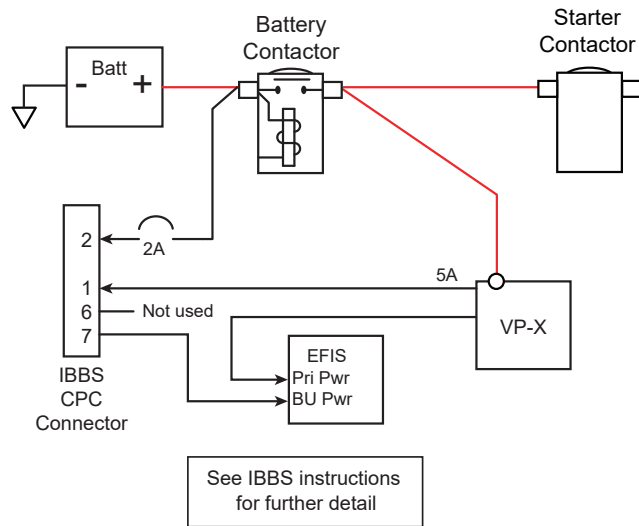 Battery
Contactor
Starter
Contactor
Batt
- +
2
2A
1
5A
6 Not used
7
VP-X
EFIS
Pri Pwr
BU Pwr
IBBS
CPC
Connector
See IBBS instructions
for further detail